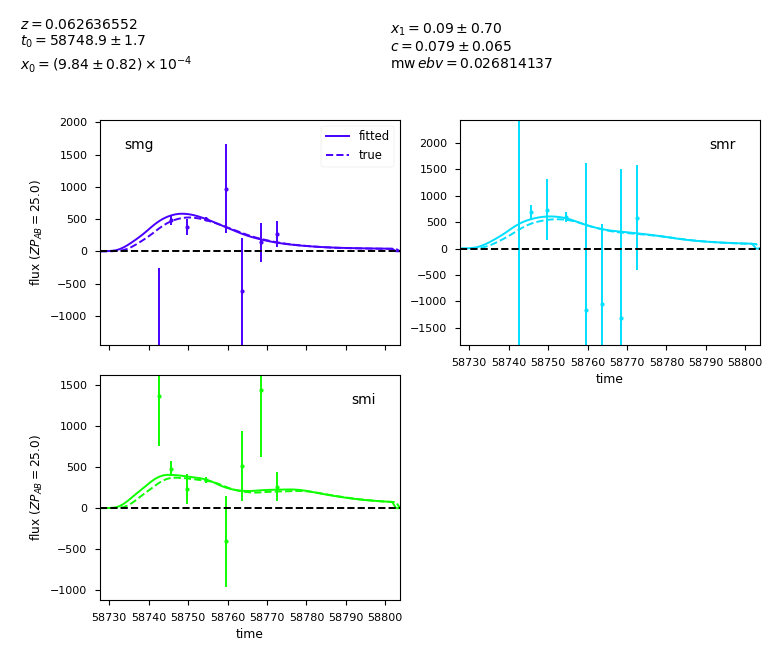 z = 0.062636552
t₀ = 58748.9 ± 1.7
x₀ = (9.84 ± 0.82) × 10⁻⁴
x₁ = 0.09 ± 0.70
c = 0.079 ± 0.065
mw ebv = 0.026814137
smg
fitted
true
2000
1500
1000
500
0
−500
−1000
flux (ZP_AB = 25.0)
smr
2000
1500
1000
500
0
−500
−1000
−1500
58730 58740 58750 58760 58770 58780 58790 58800
time
smi
1500
1000
500
0
−500
−1000
flux (ZP_AB = 25.0)
58730 58740 58750 58760 58770 58780 58790 58800
time